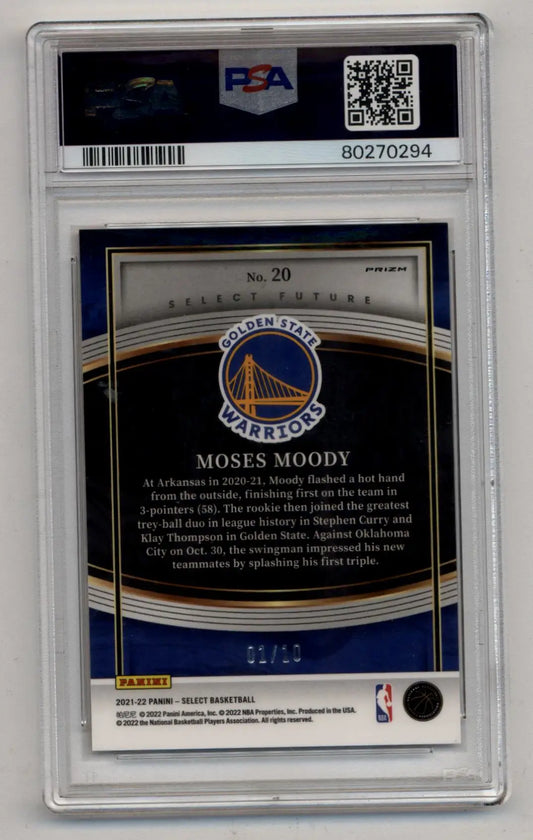 PSA
80270294
No. 20
PRIZM
SELECT FUTURE
GOLDEN STATE
WARRIORS
MOSES MOODY
At Arkansas in 2020-21, Moody flashed a hot hand
from the outside, finishing first on the team in
3-pointers (58). The rookie then joined the greatest
trey-ball duo in league history in Stephen Curry and
Klay Thompson in Golden State. Against Oklahoma
City on Oct. 30, the swingman impressed his new
teammates by splashing his first triple.
01/10
PANINI
2021-22 PANINI – SELECT BASKETBALL
帕尼尼 © 2022 Panini America, Inc. © 2022 NBA Properties, Inc. Produced in the USA.
© 2022 the National Basketball Players Association. All rights reserved.